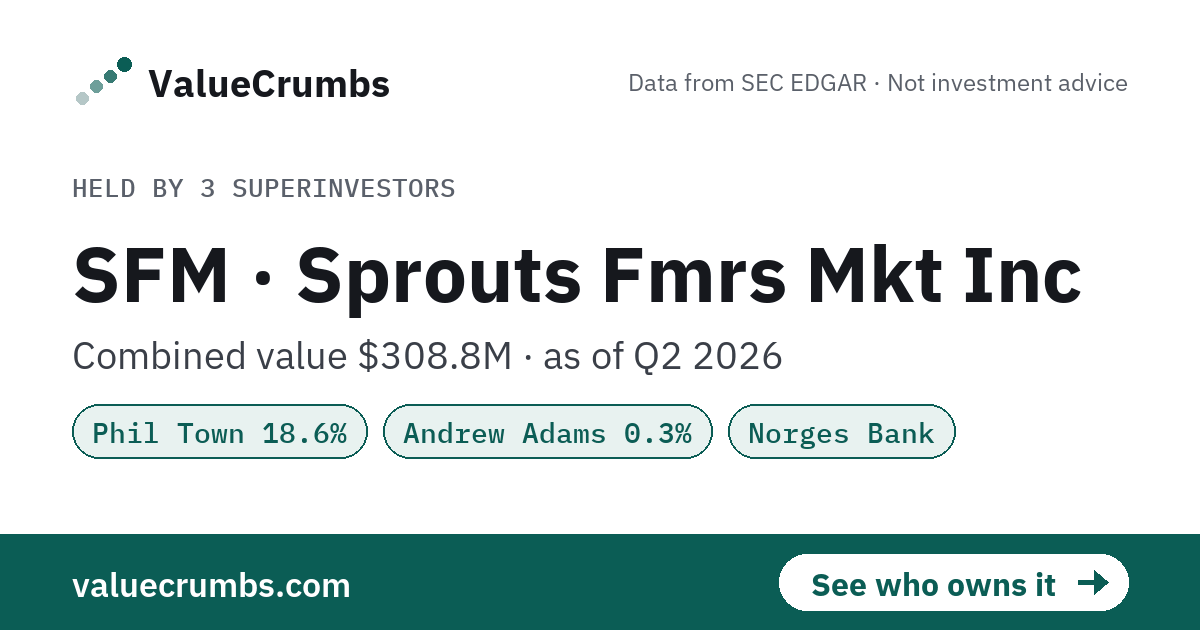 ValueCrumbs
Data from SEC EDGAR · Not investment advice
HELD BY 3 SUPERINVESTORS
SFM · Sprouts Fmrs Mkt Inc
Combined value $308.8M · as of Q2 2026
Phil Town 18.6% Andrew Adams 0.3% Norges Bank
valuecrumbs.com
See who owns it →